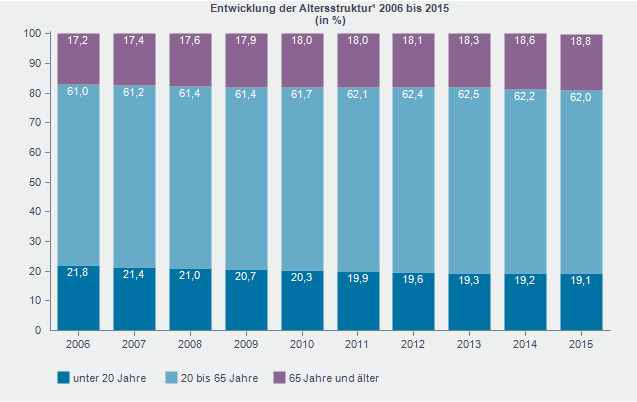 Entwicklung der Altersstruktur¹ 2006 bis 2015
(in %)
100
90
80
70
60
50
40
30
20
10
0
17,2 17,4 17,6 17,9 18,0 18,0 18,1 18,3 18,6 18,8
61,0 61,2 61,4 61,4 61,7 62,1 62,4 62,5 62,2 62,0
21,8 21,4 21,0 20,7 20,3 19,9 19,6 19,3 19,2 19,1
2006 2007 2008 2009 2010 2011 2012 2013 2014 2015
unter 20 Jahre 20 bis 65 Jahre 65 Jahre und älter